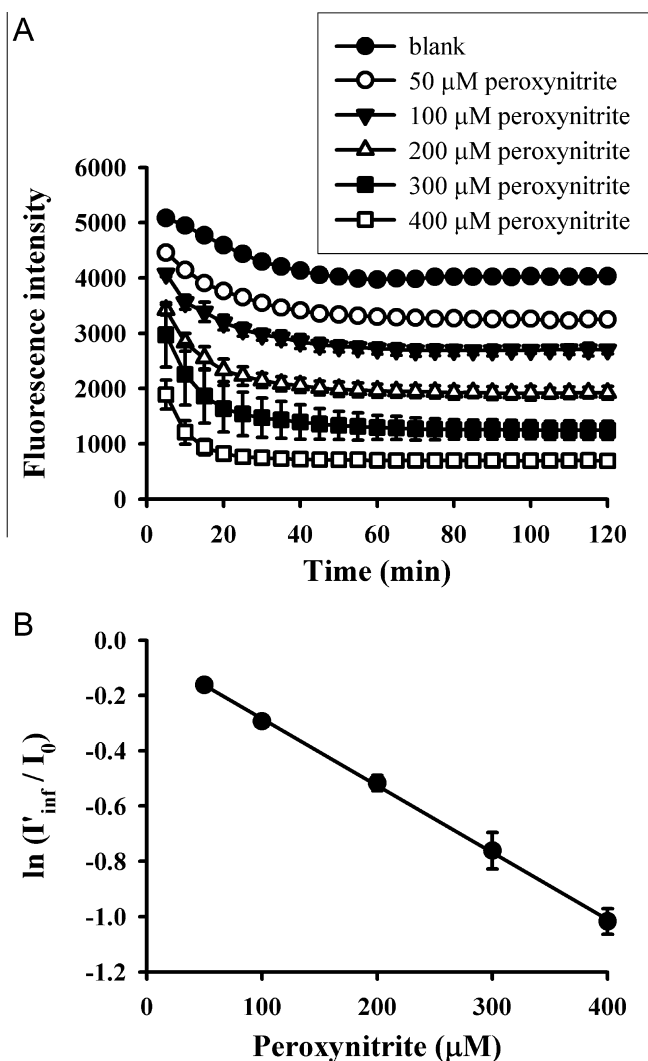 A
blank
50 μM peroxynitrite
100 μM peroxynitrite
200 μM peroxynitrite
300 μM peroxynitrite
400 μM peroxynitrite
6000
5000
4000
3000
2000
1000
0
Fluorescence intensity
0 20 40 60 80 100 120
Time (min)
B
0.0
-0.2
-0.4
-0.6
-0.8
-1.0
-1.2
ln (I'inf / I0)
0 100 200 300 400
Peroxynitrite (μM)